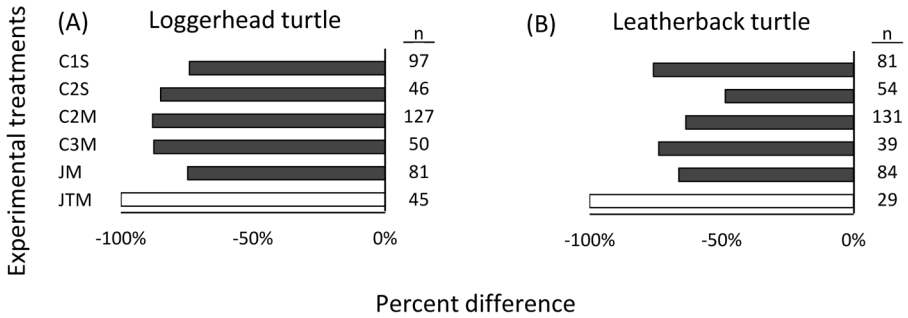 Experimental treatments
(A) Loggerhead turtle
n
C1S 97
C2S 46
C2M 127
C3M 50
JM 81
JTM 45
-100% -50% 0%
(B) Leatherback turtle
n
81
54
131
39
84
29
-100% -50% 0%
Percent difference